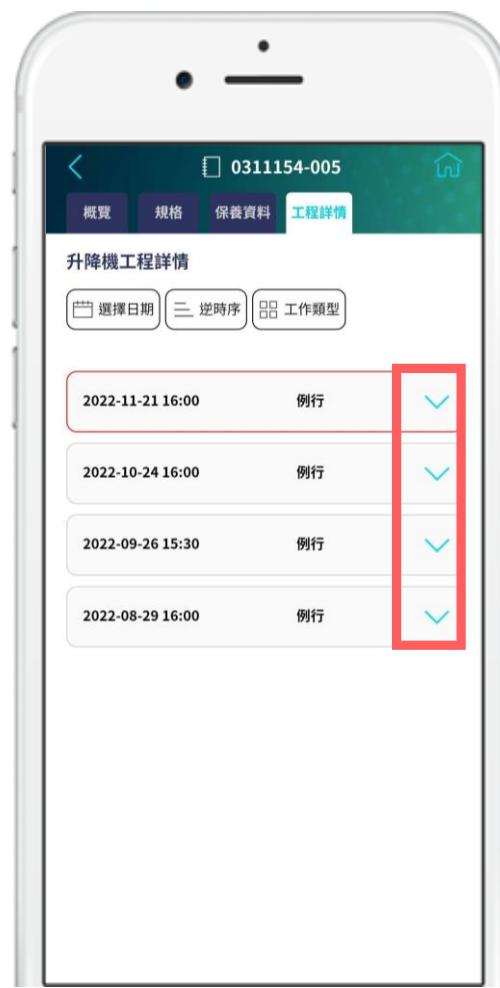 0311154-005
概覽 規格 保養資料 工程詳情
升降機工程詳情
選擇日期 逆時序 工作類型
2022-11-21 16:00 例行
2022-10-24 16:00 例行
2022-09-26 15:30 例行
2022-08-29 16:00 例行